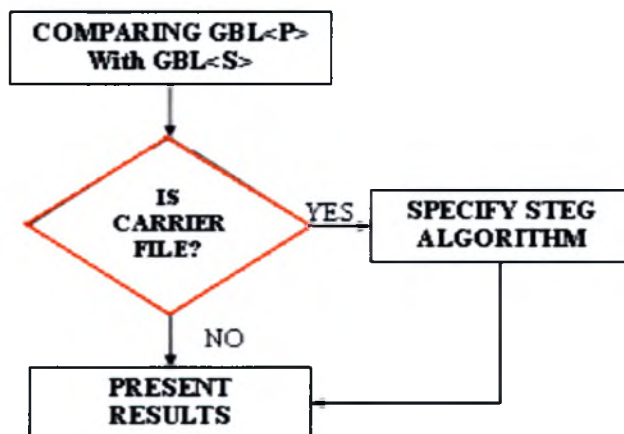 COMPARING GBL<P>
With GBL<S>
IS
CARRIER
FILE?
YES
SPECIFY STEG
ALGORITHM
NO
PRESENT
RESULTS